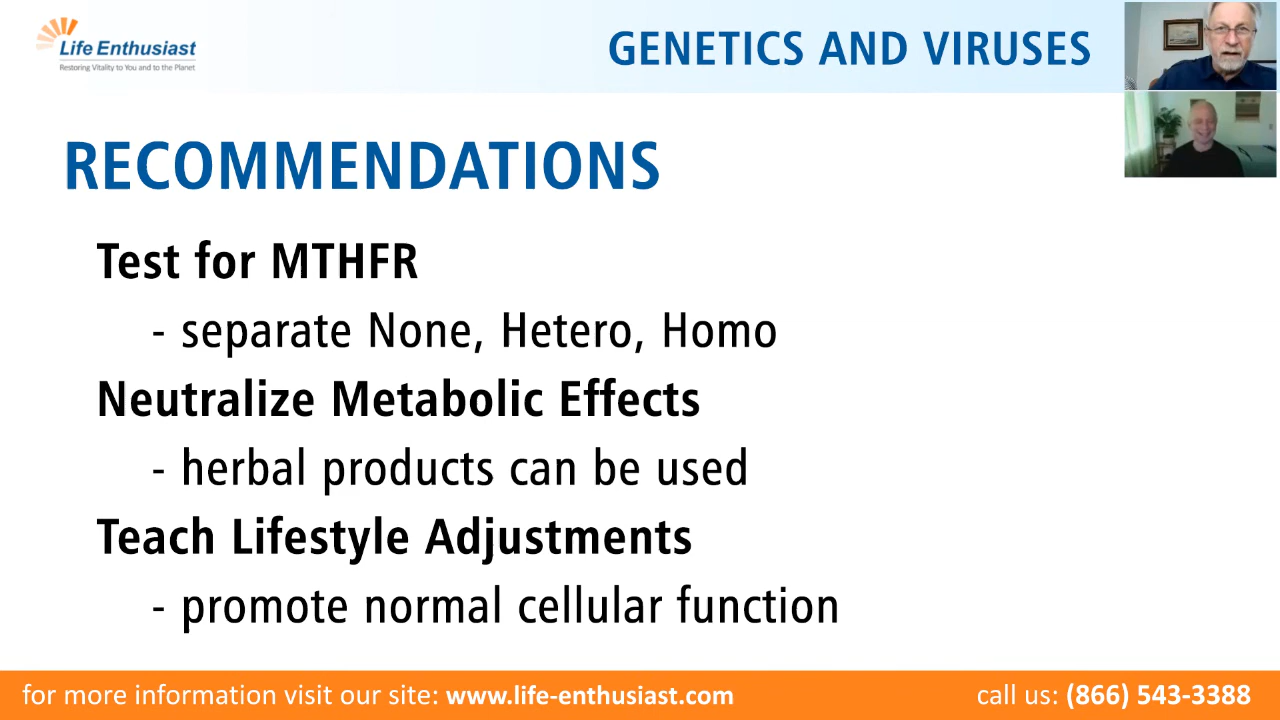 Life Enthusiast
Restoring Vitality to You and to the Planet
GENETICS AND VIRUSES
RECOMMENDATIONS
Test for MTHFR
- separate None, Hetero, Homo
Neutralize Metabolic Effects
- herbal products can be used
Teach Lifestyle Adjustments
- promote normal cellular function
for more information visit our site: www.life-enthusiast.com
call us: (866) 543-3388